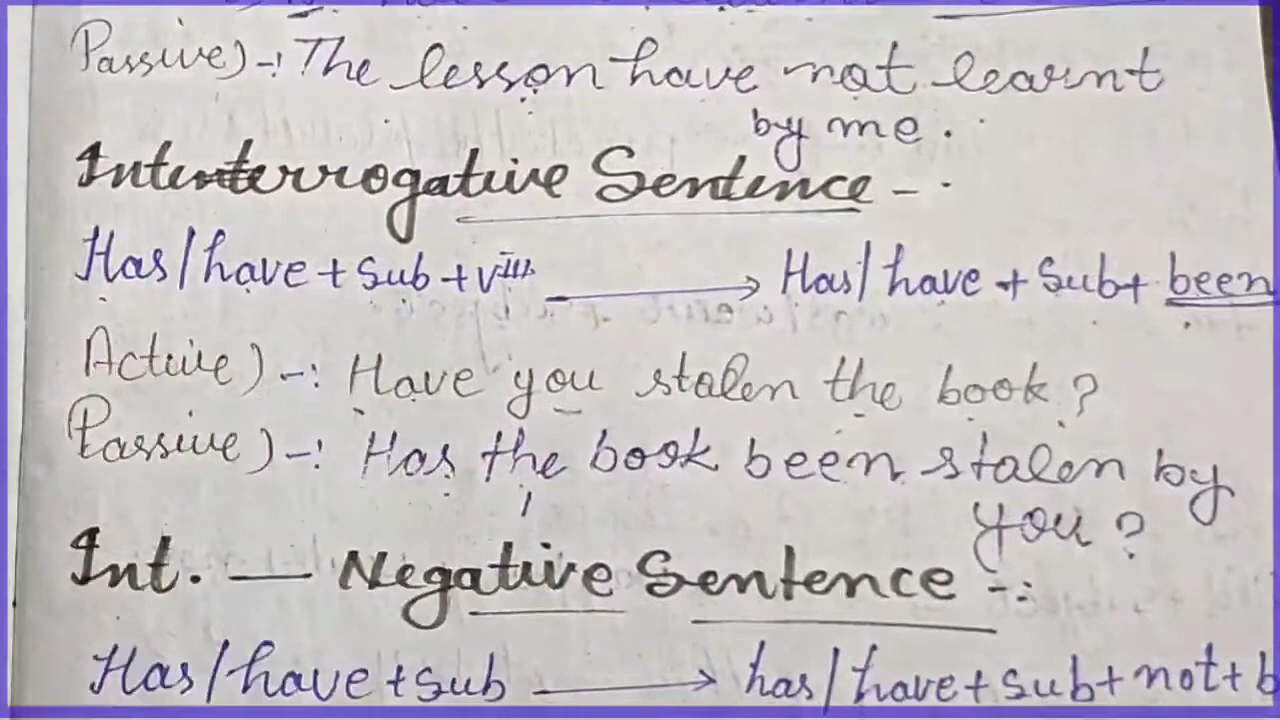 Passive) -: The lesson have not learnt
by me.
Interrogative Sentence -
Has/have + Sub + vIII → Has/have + Sub + been
Active) -: Have you stolen the book?
Passive) -: Has the book been stolen by
you?
Int. — Negative Sentence -:
Has/have + sub → has/have + sub + not + b